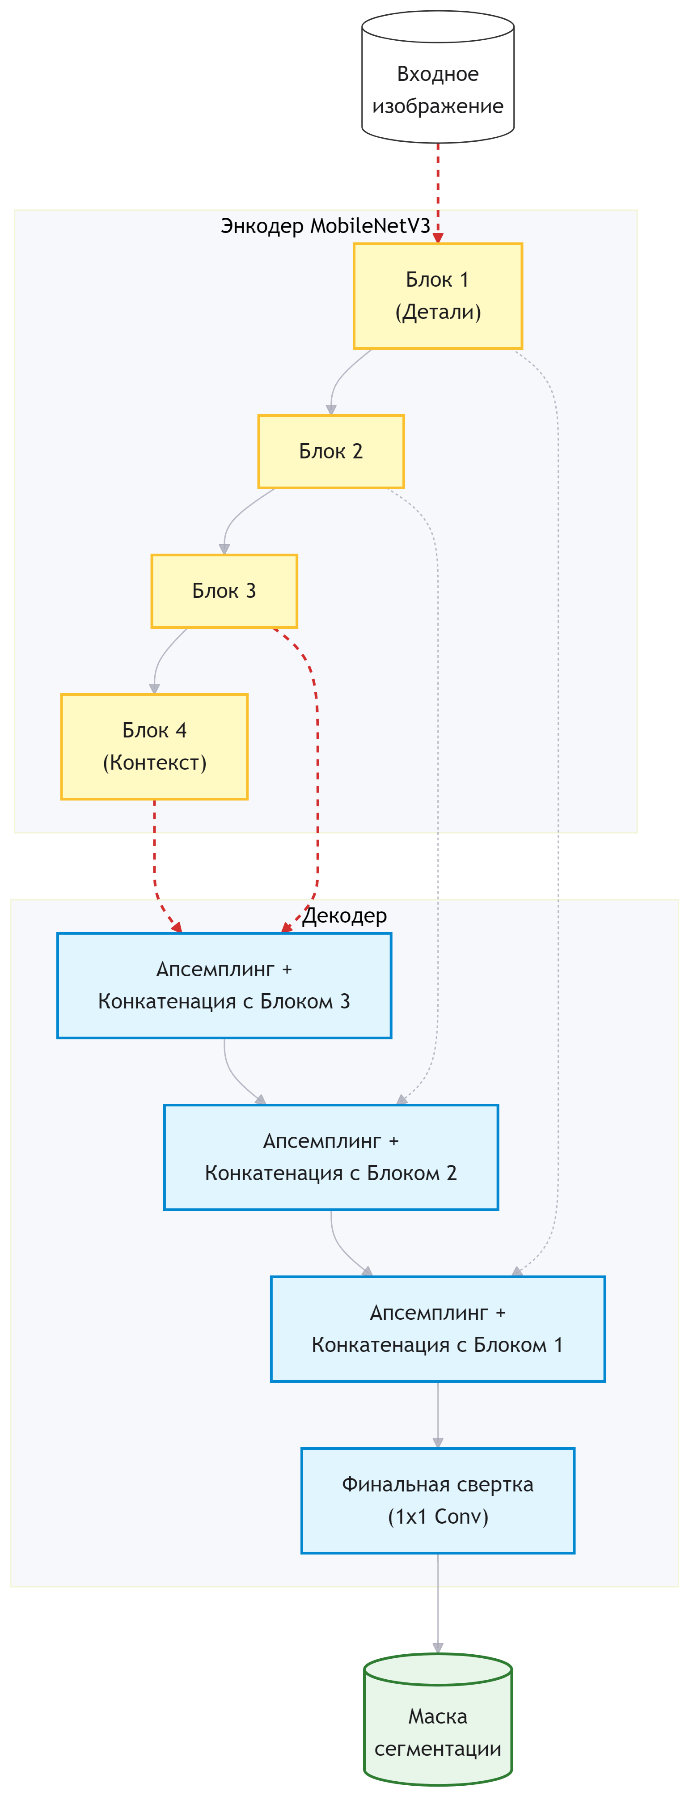 Входное
изображение
Энкодер MobileNetV3
Блок 1
(Детали)
Блок 2
Блок 3
Блок 4
(Контекст)
Декодер
Апсемплинг +
Конкатенация с Блоком 3
Апсемплинг +
Конкатенация с Блоком 2
Апсемплинг +
Конкатенация с Блоком 1
Финальная свертка
(1x1 Conv)
Маска
сегментации